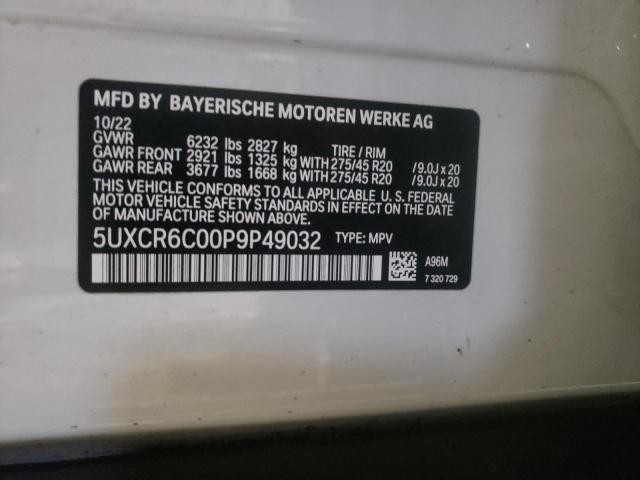 MFD BY BAYERISCHE MOTOREN WERKE AG
10/22
GVWR 6232 lbs 2827 kg TIRE / RIM
GAWR FRONT 2921 lbs 1325 kg WITH 275/45 R20 / 9.0J x 20
GAWR REAR 3677 lbs 1668 kg WITH 275/45 R20 / 9.0J x 20
THIS VEHICLE CONFORMS TO ALL APPLICABLE U. S. FEDERAL
MOTOR VEHICLE SAFETY STANDARDS IN EFFECT ON THE DATE OF
MANUFACTURE SHOWN ABOVE.
5UXCR6C00P9P49032 TYPE: MPV
A96M
7 320 729